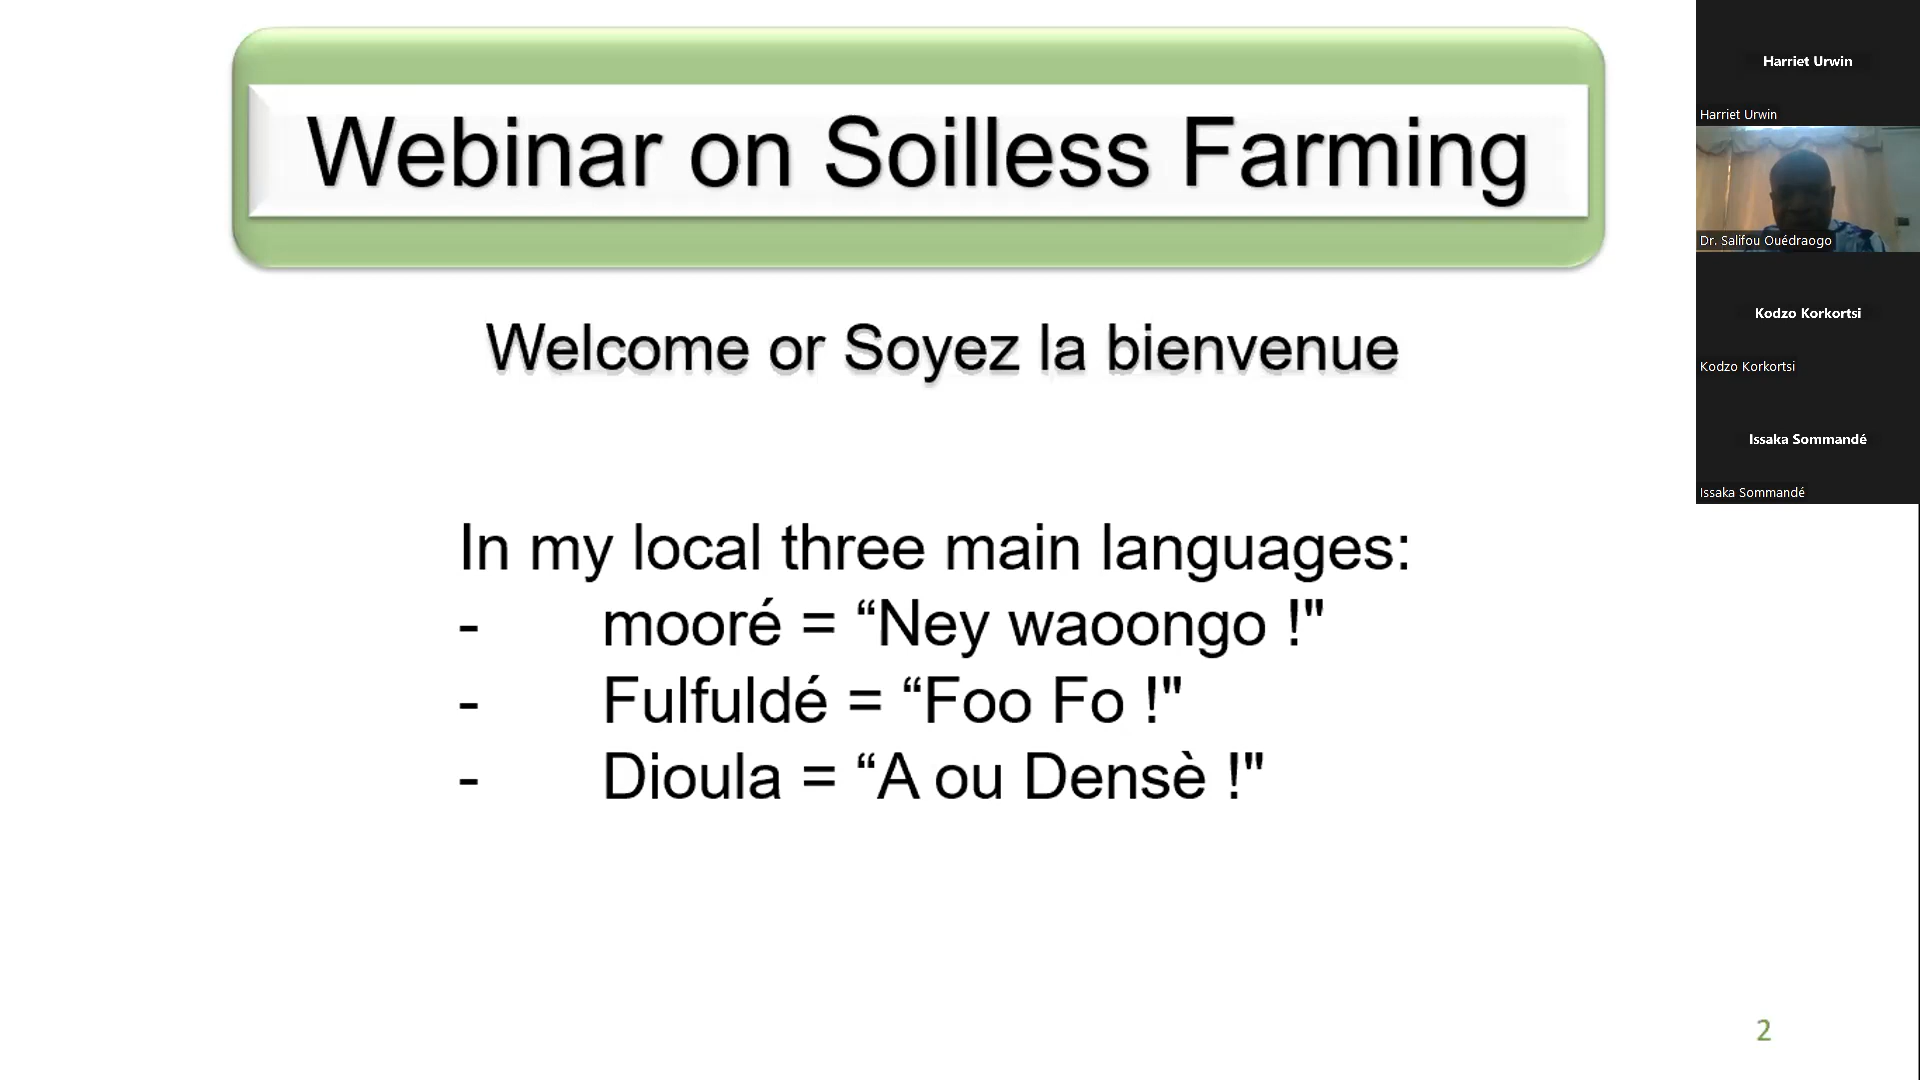 Webinar on Soilless Farming
Welcome or Soyez la bienvenue
In my local three main languages:
- mooré = “Ney waoongo !"
- Fulfuldé = “Foo Fo !"
- Dioula = “A ou Densè !"
2
Harriet Urwin
Harriet Urwin
Dr. Salifou Ouédraogo
Kodzo Korkortsi
Kodzo Korkortsi
Issaka Sommandé
Issaka Sommandé